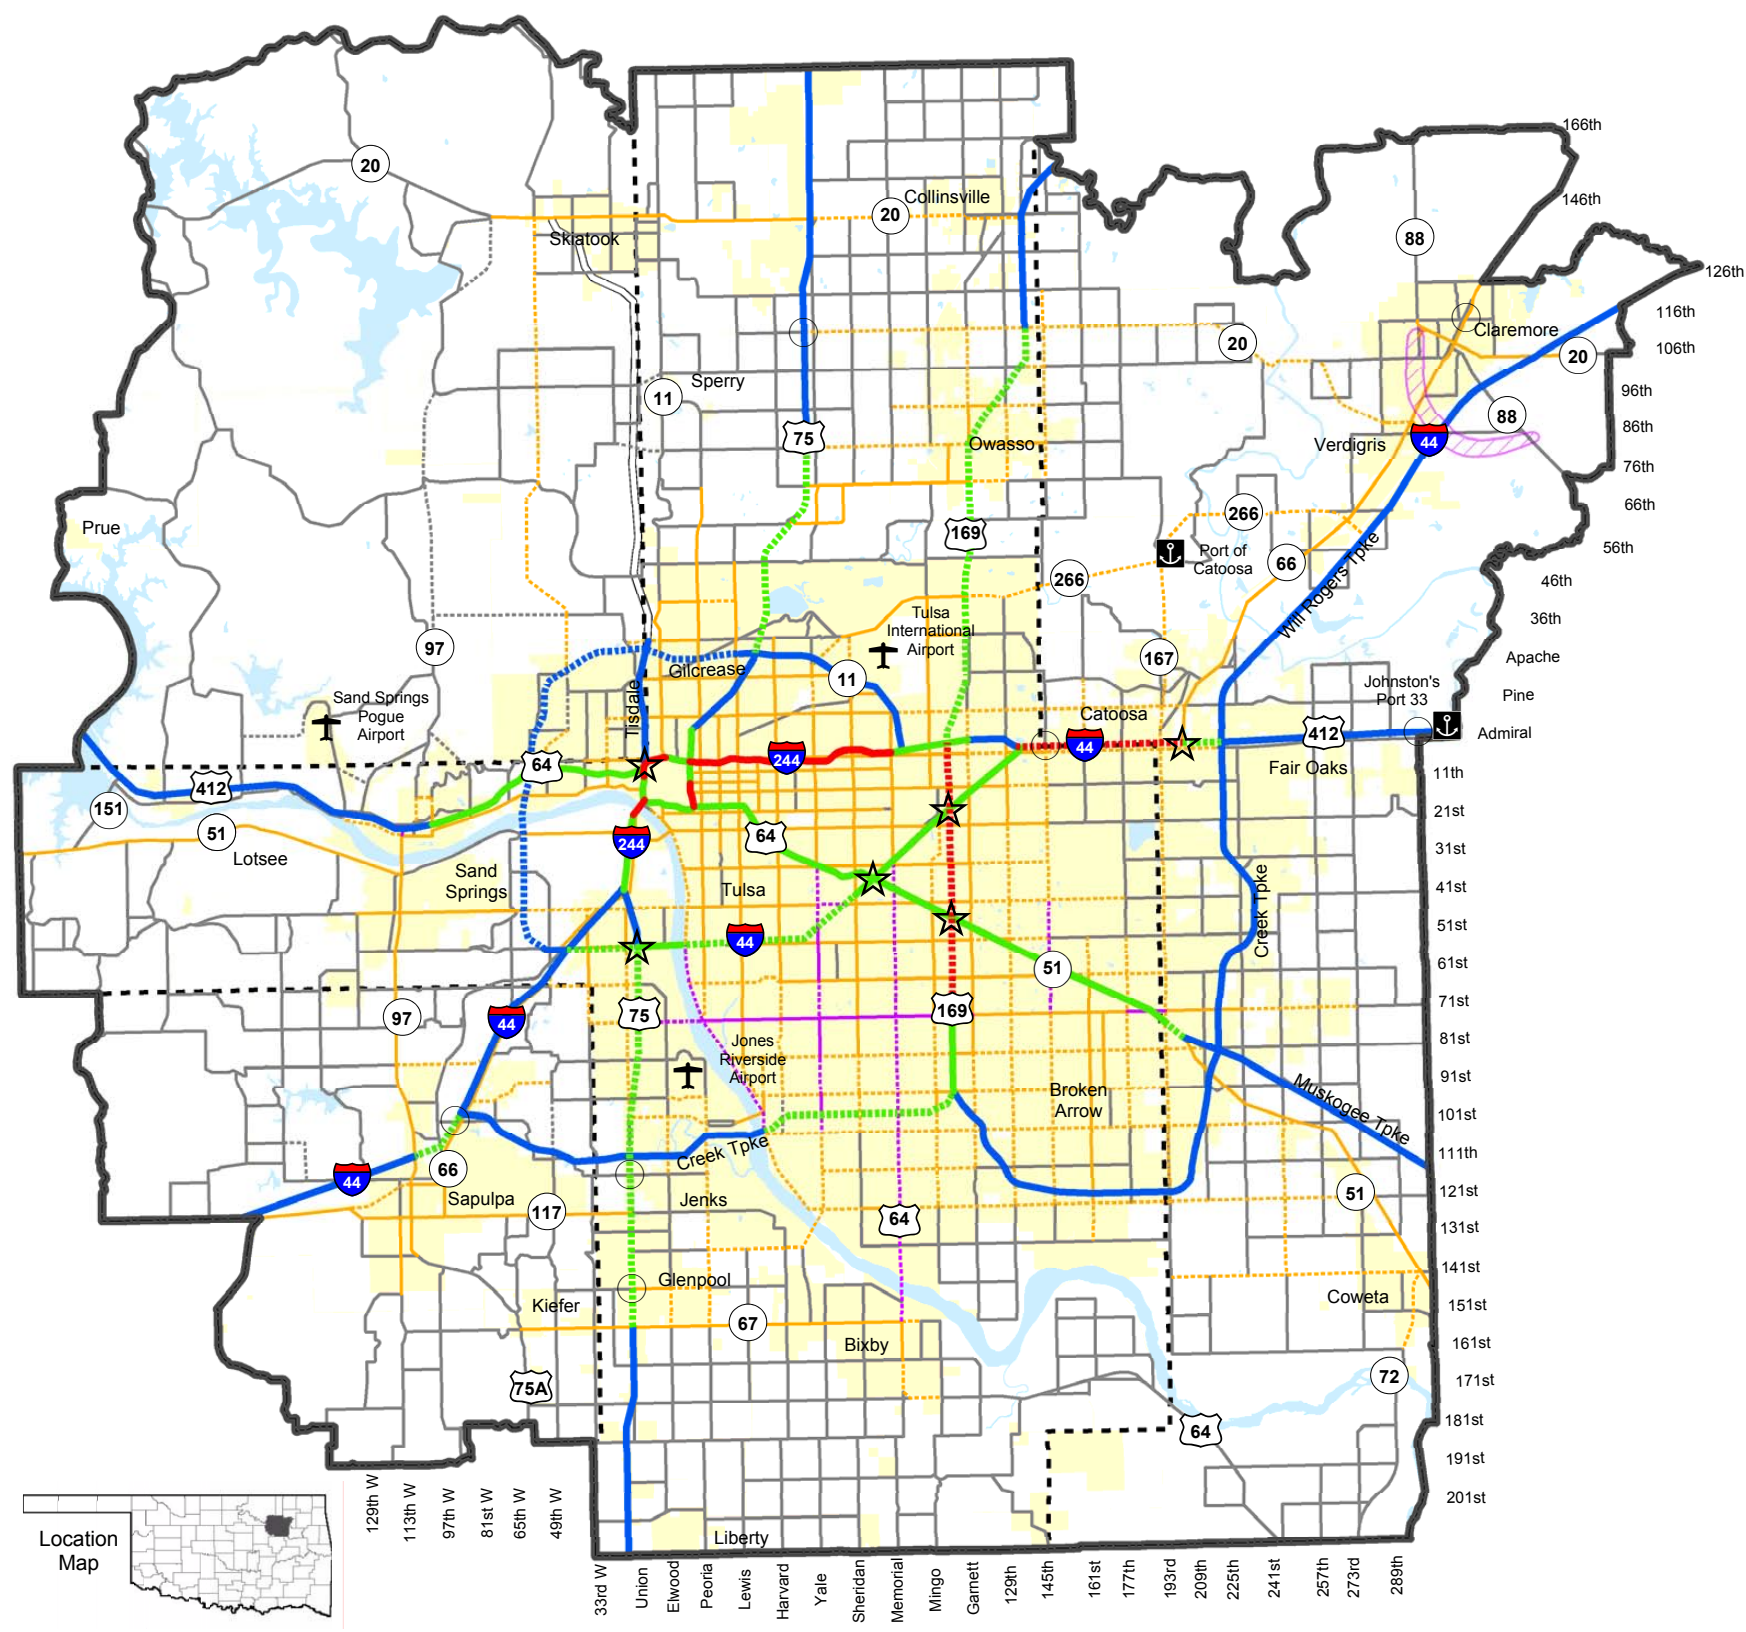 166th
20
146th
Collinsville
20
88
Skiatook
126th
116th
Claremore
20
106th
20
Sperry
11
96th
88
86th
75
44
Owasso
Verdigris
76th
66th
266
Prue
169
56th
Port of
Catoosa
66
266
46th
Will Rogers Tpke
Tulsa
International
Airport
36th
97
167
Apache
Gilcrease
11
Johnston's
Port 33
Pine
Sand Springs
Pogue
Airport
Tisdale
Catoosa
44
412
Admiral
64
244
Fair Oaks
11th
412
151
21st
51
244
64
31st
Lotsee
Sand
Springs
Tulsa
41st
Creek Tpke
51st
44
51
61st
97
44
75
169
71st
81st
Jones
Riverside
Airport
91st
Broken
Arrow
Muskogee Tpke
101st
Creek Tpke
111th
66
44
Sapulpa
117
Jenks
64
51
121st
131st
Glenpool
141st
Kiefer
Coweta
151st
67
161st
Bixby
75A
72
171st
181st
64
191st
201st
129th W
113th W
97th W
81st W
65th W
49th W
Location
Map
Liberty
33rd W
Union
Elwood
Peoria
Lewis
Harvard
Yale
Sheridan
Memorial
Mingo
Garnett
129th
145th
161st
177th
193rd
209th
225th
241st
257th
273rd
289th